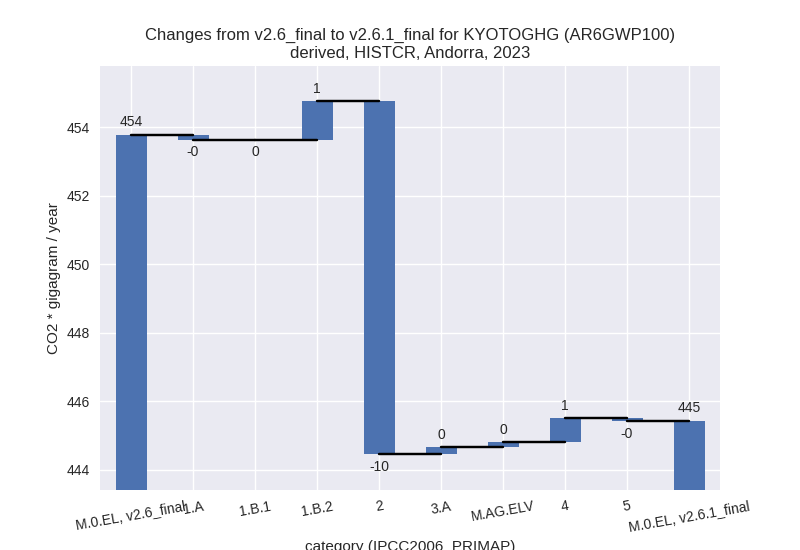 Changes from v2.6_final to v2.6.1_final for KYOTOGHG (AR6GWP100)
derived, HISTCR, Andorra, 2023
CO2 * gigagram / year
454
452
450
448
446
444
454
-0
0
1
-10
0
0
1
-0
445
M.0.EL, v2.6_final
1.A
1.B.1
1.B.2
2
3.A
M.AG.ELV
4
5
M.0.EL, v2.6.1_final
category (IPCC2006_PRIMAP)